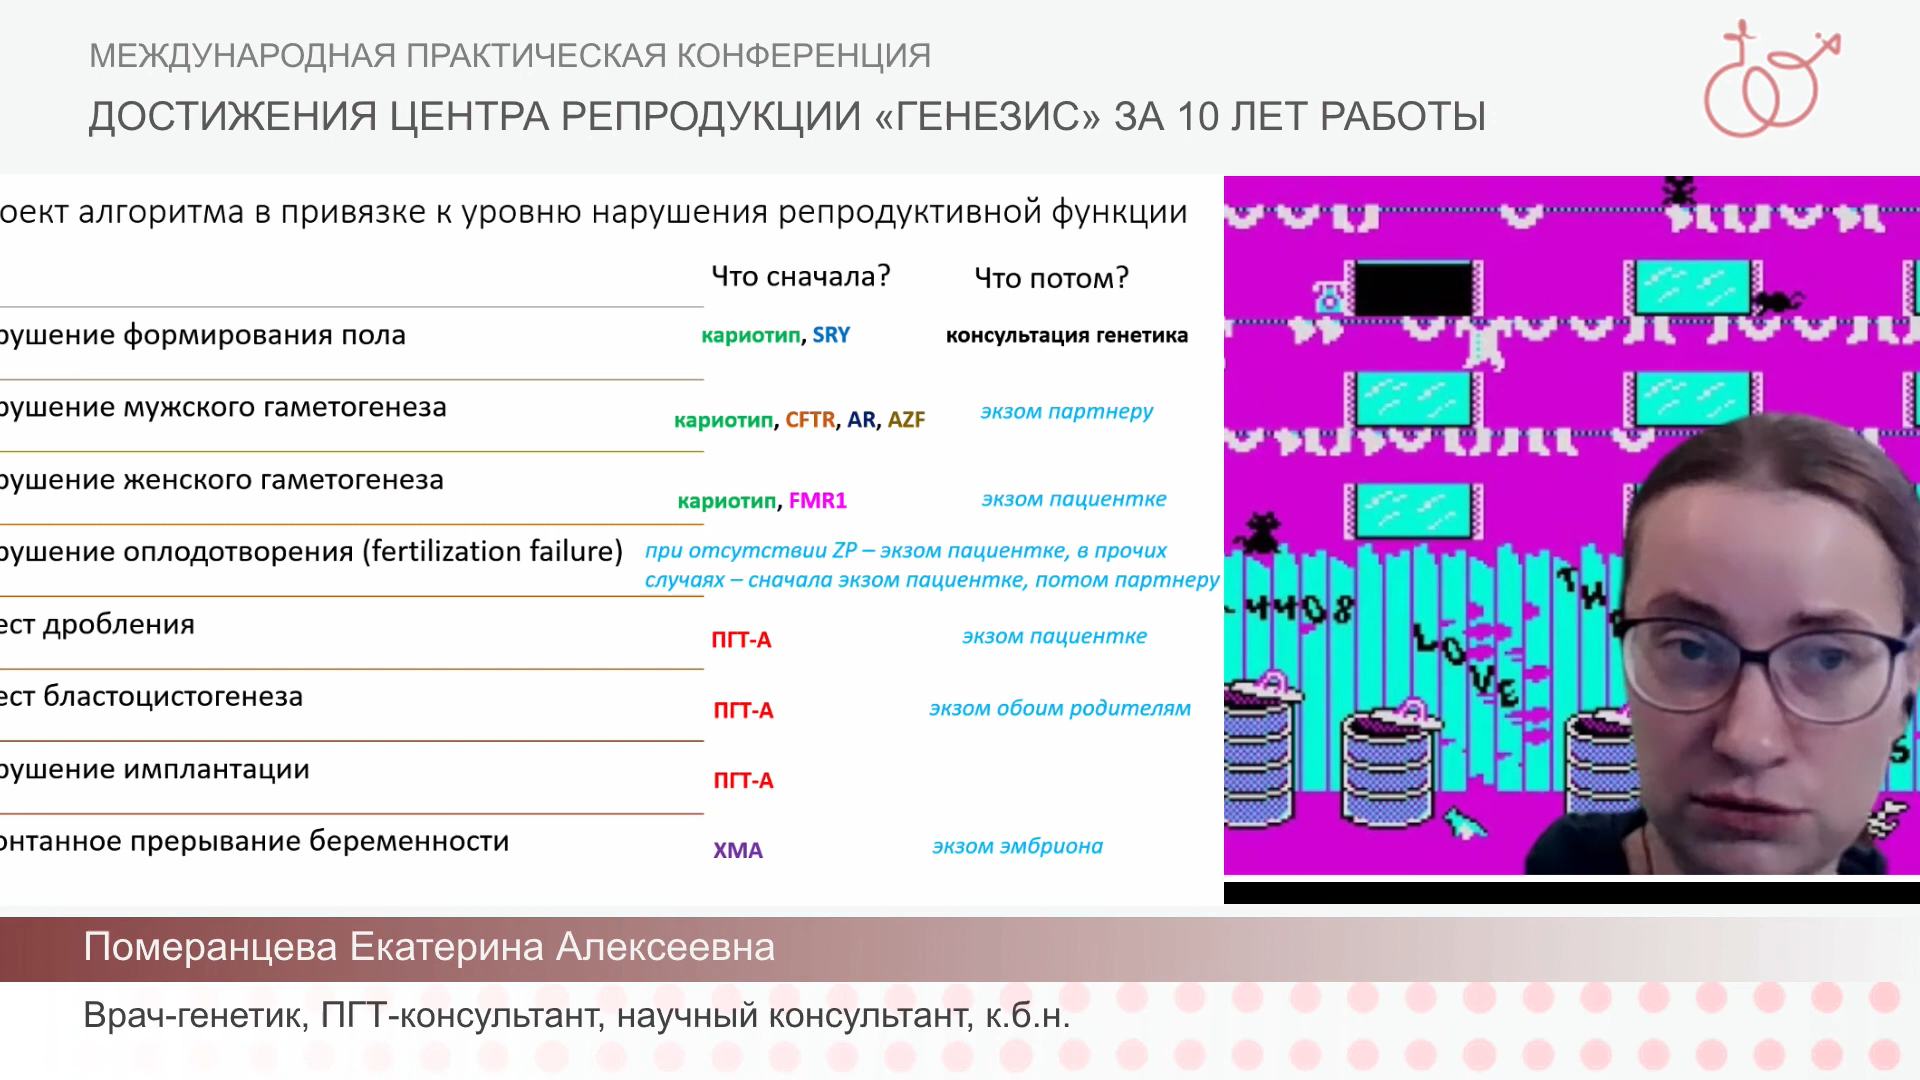 МЕЖДУНАРОДНАЯ ПРАКТИЧЕСКАЯ КОНФЕРЕНЦИЯ
ДОСТИЖЕНИЯ ЦЕНТРА РЕПРОДУКЦИИ «ГЕНЕЗИС» ЗА 10 ЛЕТ РАБОТЫ
оект алгоритма в привязке к уровню нарушения репродуктивной функции
Что сначала? Что потом?
рушение формирования пола кариотип, SRY консультация генетика
рушение мужского гаметогенеза кариотип, CFTR, AR, AZF экзом партнеру
рушение женского гаметогенеза кариотип, FMR1 экзом пациентке
рушение оплодотворения (fertilization failure) при отсутствии ZP – экзом пациентке, в прочих
случаях – сначала экзом пациентке, потом партнеру
ест дробления ПГТ-А экзом пациентке
ест бластоцистогенеза ПГТ-А экзом обоим родителям
рушение имплантации ПГТ-А
онтанное прерывание беременности ХМА экзом эмбриона
LOVE
Померанцева Екатерина Алексеевна
Врач-генетик, ПГТ-консультант, научный консультант, к.б.н.